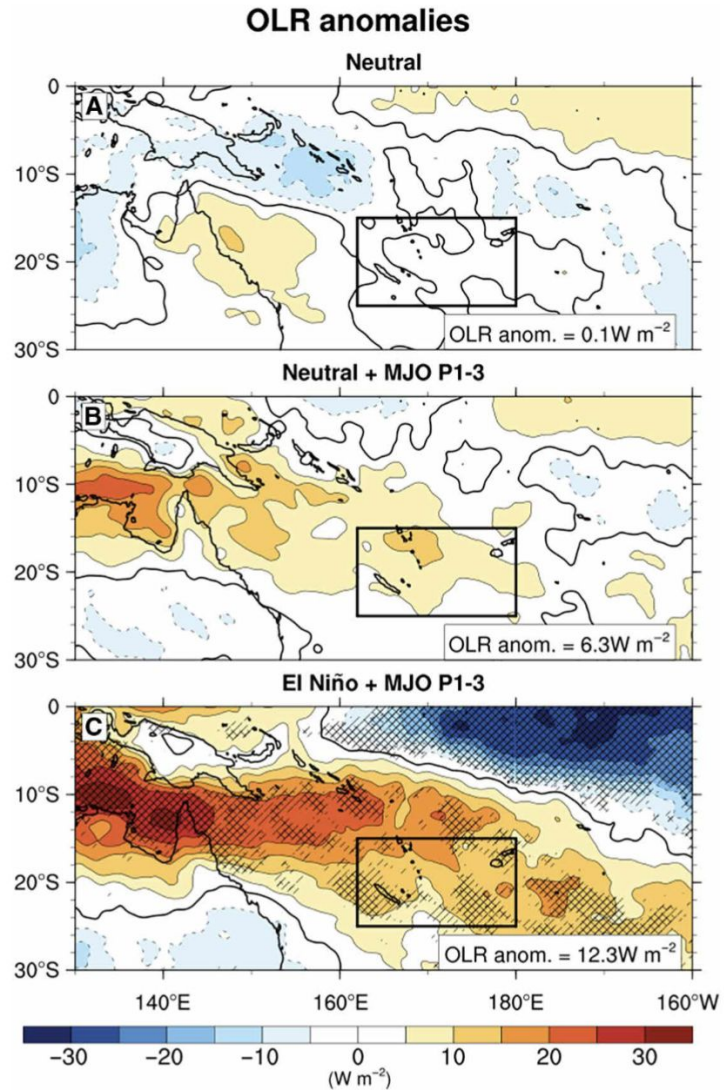 OLR anomalies
Neutral
A
0
10°S
20°S
30°S
OLR anom. = 0.1W m⁻²
Neutral + MJO P1-3
B
0
10°S
20°S
30°S
OLR anom. = 6.3W m⁻²
El Niño + MJO P1-3
C
0
10°S
20°S
30°S
OLR anom. = 12.3W m⁻²
140°E 160°E 180°E 160°W
−30 −20 −10 0 10 20 30
(W m⁻²)